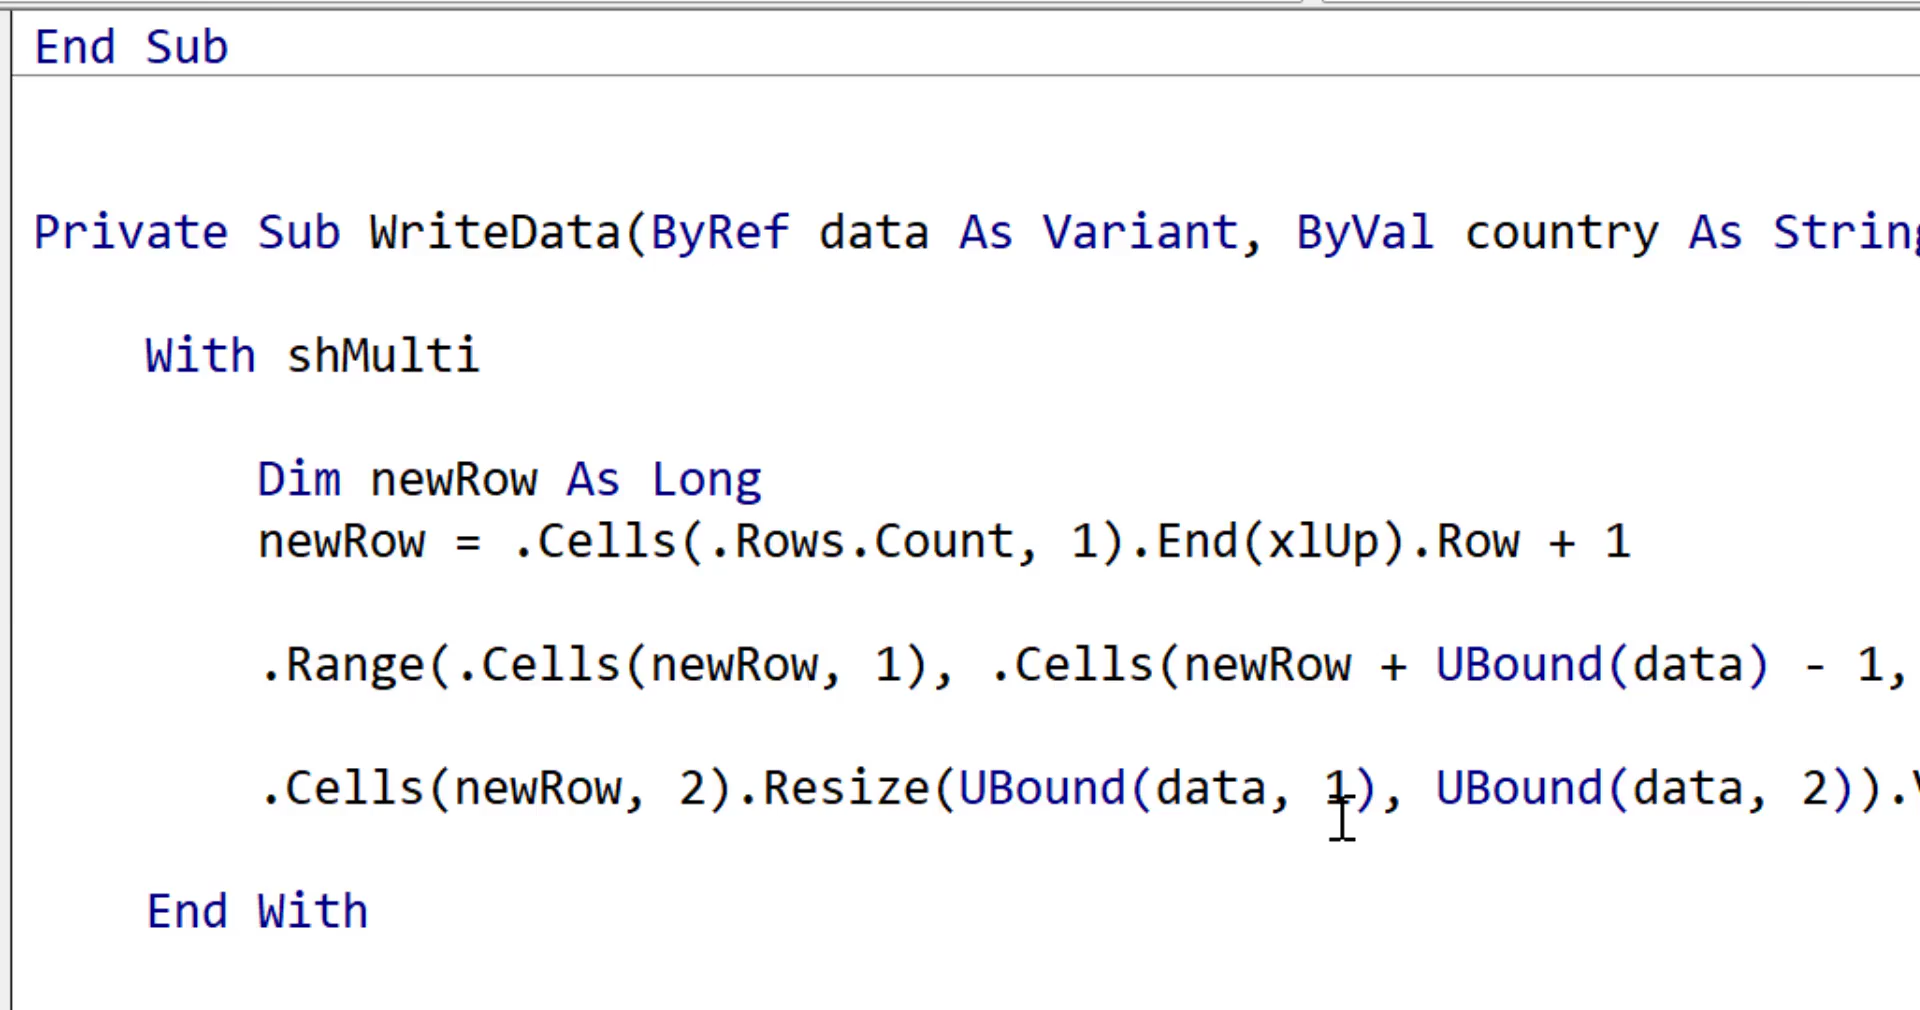 End Sub
Private Sub WriteData(ByRef data As Variant, ByVal country As String
With shMulti
Dim newRow As Long
newRow = .Cells(.Rows.Count, 1).End(xlUp).Row + 1
.Range(.Cells(newRow, 1), .Cells(newRow + UBound(data) - 1,
.Cells(newRow, 2).Resize(UBound(data, 1), UBound(data, 2)).
End With